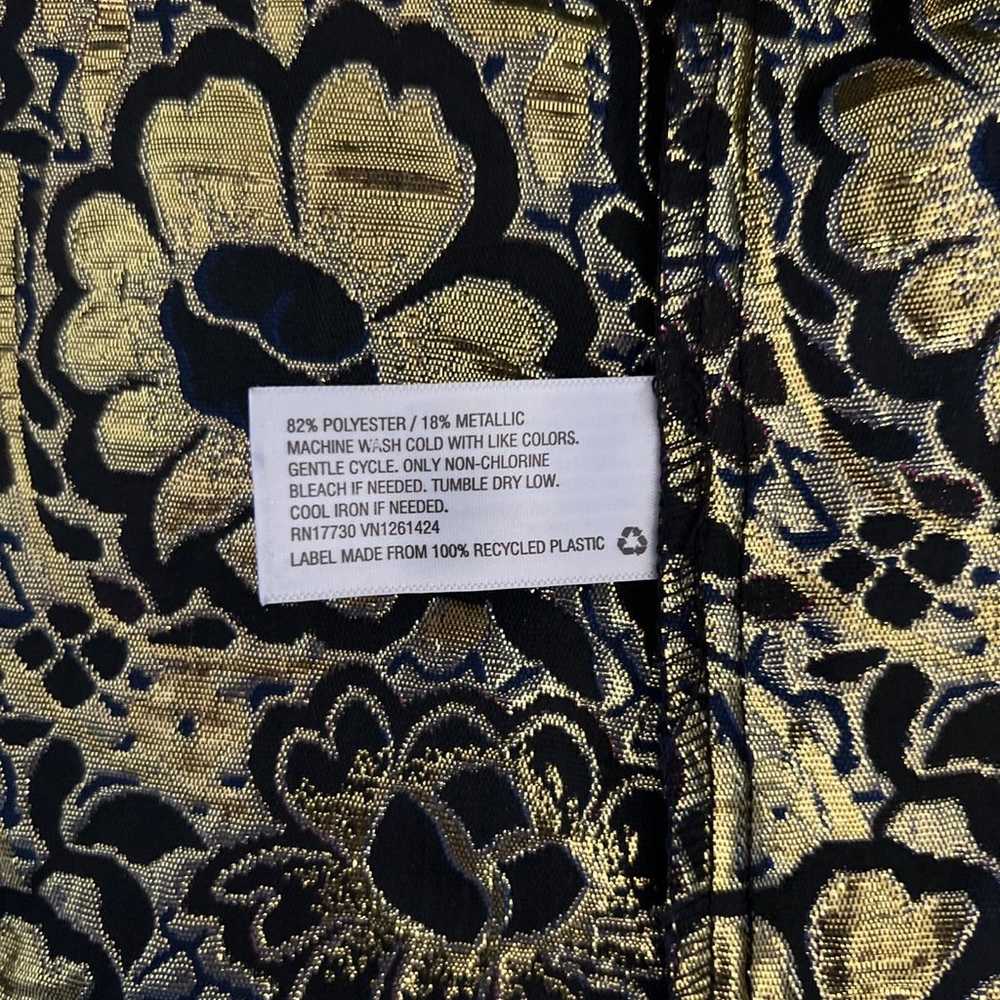 82% POLYESTER / 18% METALLIC
MACHINE WASH COLD WITH LIKE COLORS.
GENTLE CYCLE. ONLY NON-CHLORINE
BLEACH IF NEEDED. TUMBLE DRY LOW.
COOL IRON IF NEEDED.
RN17730 VN1261424
LABEL MADE FROM 100% RECYCLED PLASTIC